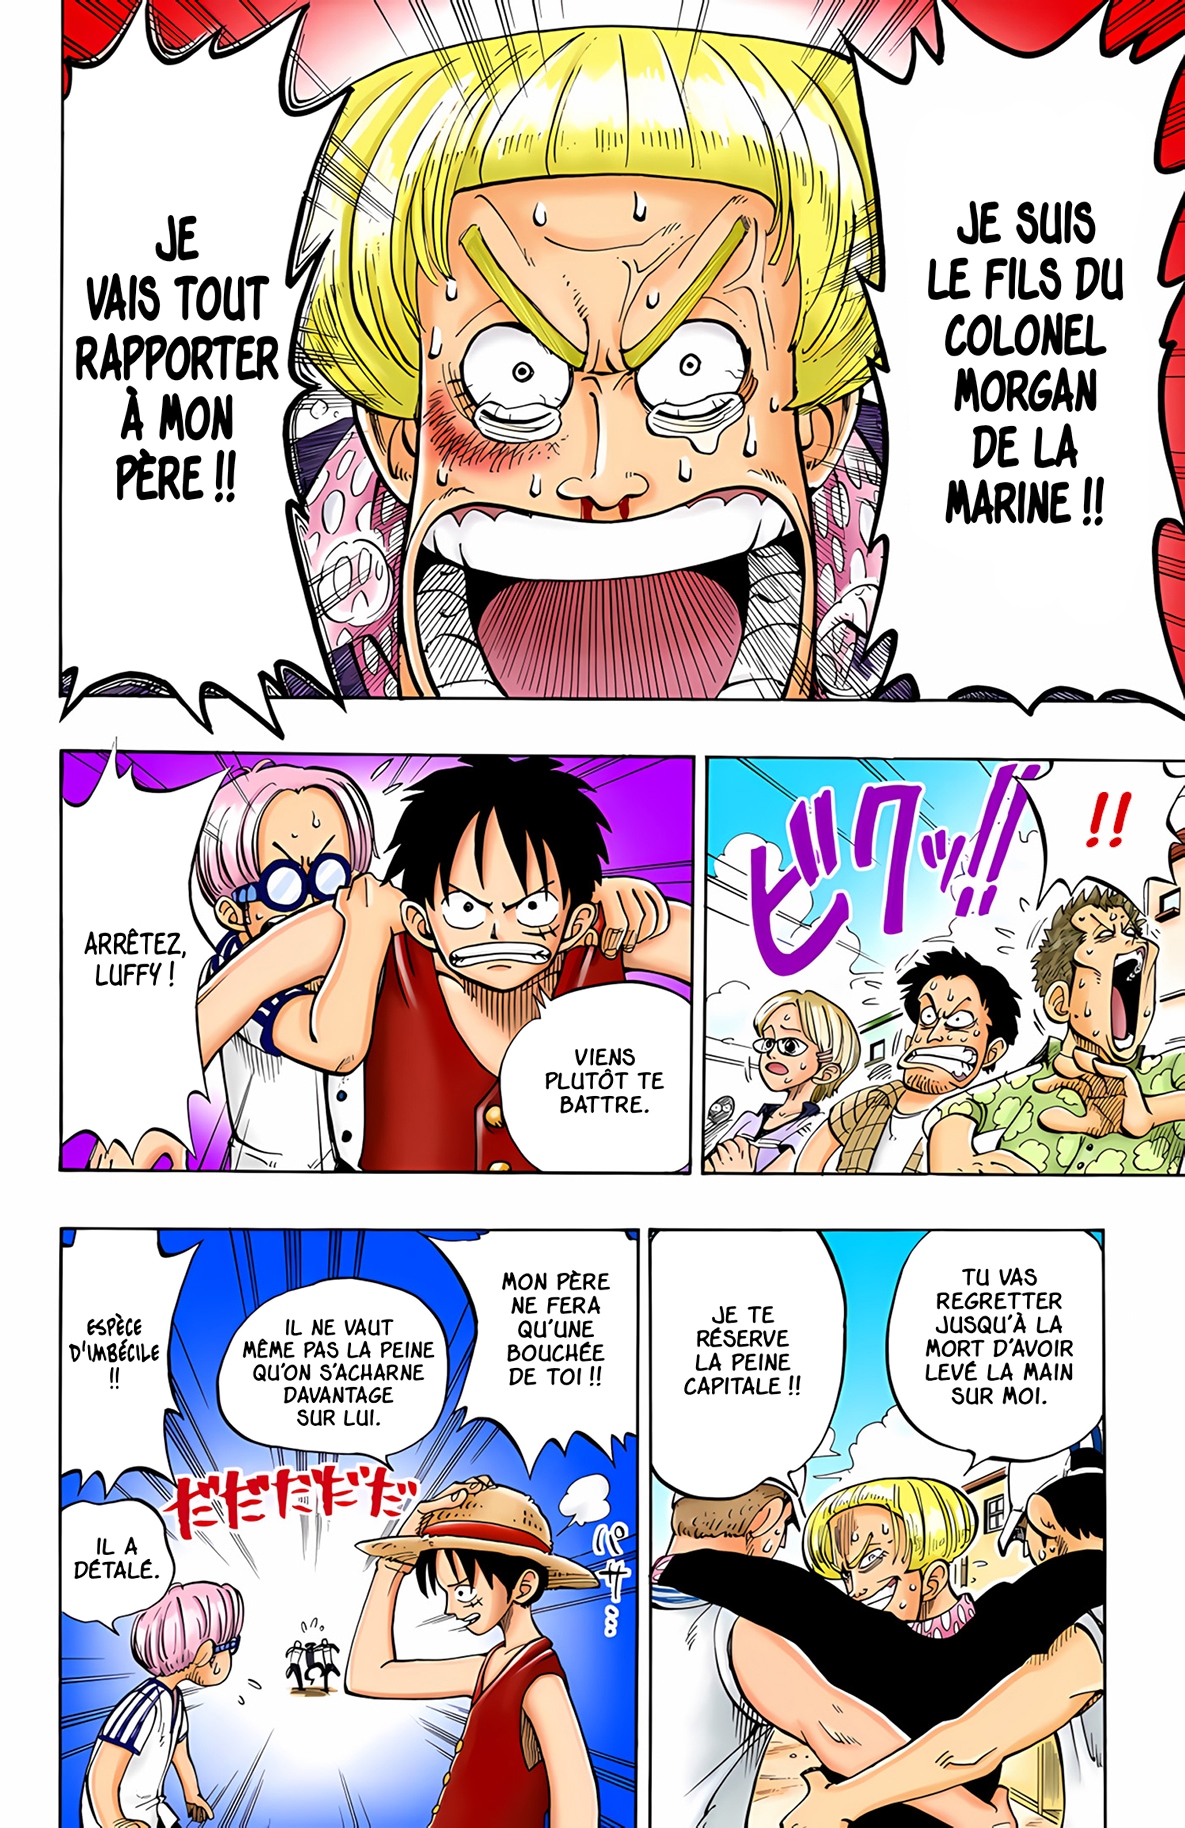 JE SUIS
LE FILS DU
COLONEL
MORGAN
DE LA
MARINE !!
JE
VAIS TOUT
RAPPORTER
À MON
PÈRE !!
!!
ビクッ!!
ARRÊTEZ,
LUFFY !
VIENS
PLUTÔT TE
BATTRE.
TU VAS
REGRETTER
JUSQU'À LA
MORT D'AVOIR
LEVÉ LA MAIN
SUR MOI.
JE TE
RÉSERVE
LA PEINE
CAPITALE !!
MON PÈRE
NE FERA
QU'UNE
BOUCHÉE
DE TOI !!
IL NE VAUT
MÊME PAS LA PEINE
QU'ON S'ACHARNE
DAVANTAGE
SUR LUI.
ESPÈCE
D'IMBÉCILE
!!
だだだだだ
パサ…
IL A
DÉTALÉ.